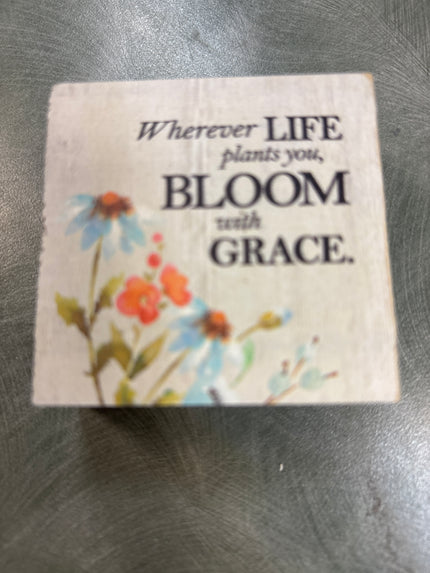 Wherever LIFE
plants you,
BLOOM
with
GRACE.